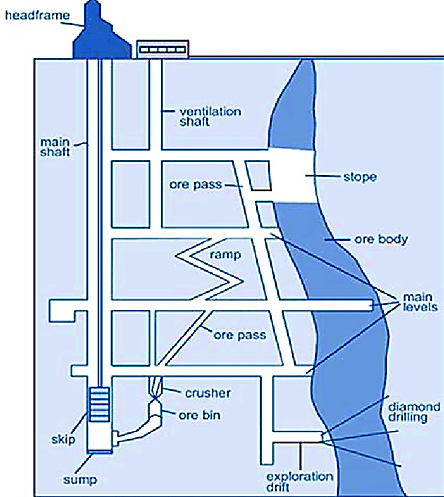 headframe
ventilation
shaft
main
shaft
ore pass
stope
ore body
ramp
main
levels
ore pass
crusher
ore bin
diamond
drilling
skip
sump
exploration
drift